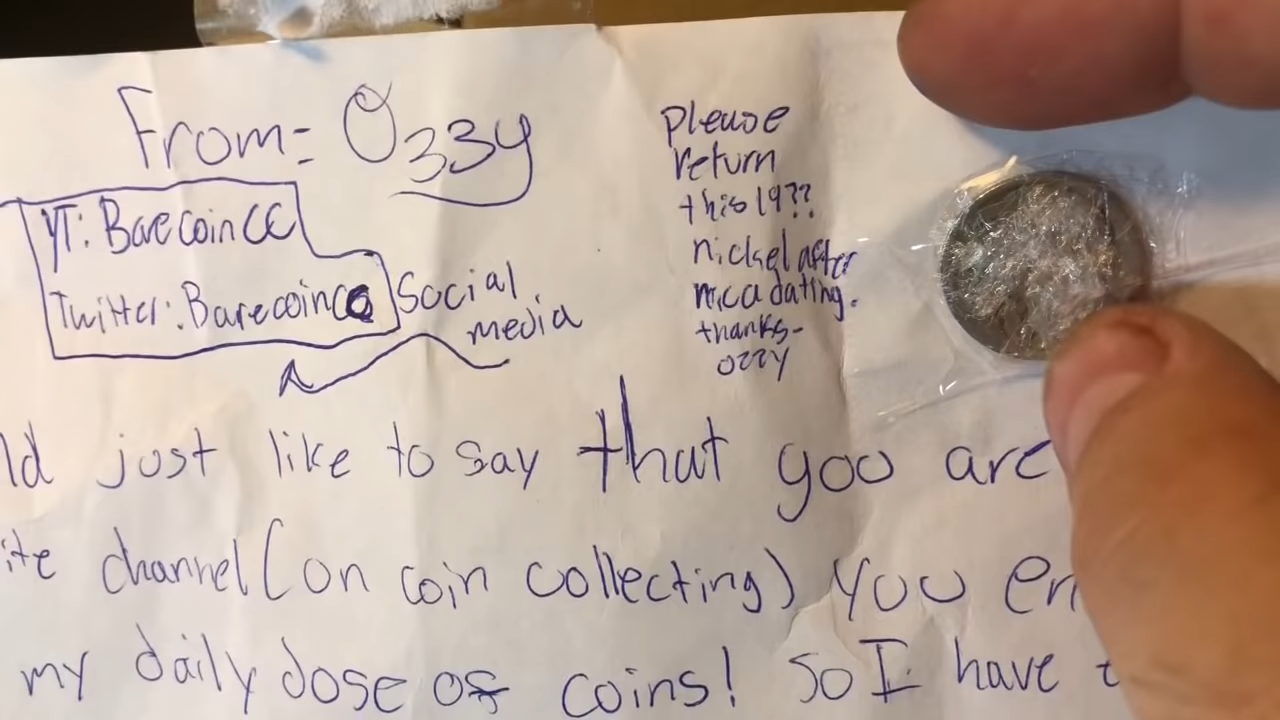 From= Ozzy
YT: BarecoinCC
Twitter: Barecoincc
Social
media
please
return
this 19??
nickel after
nic a dating.
thanks-
ozzy
ld just like to say that you are
ite channel (on coin collecting) you en
my daily dose of coins! So I have t